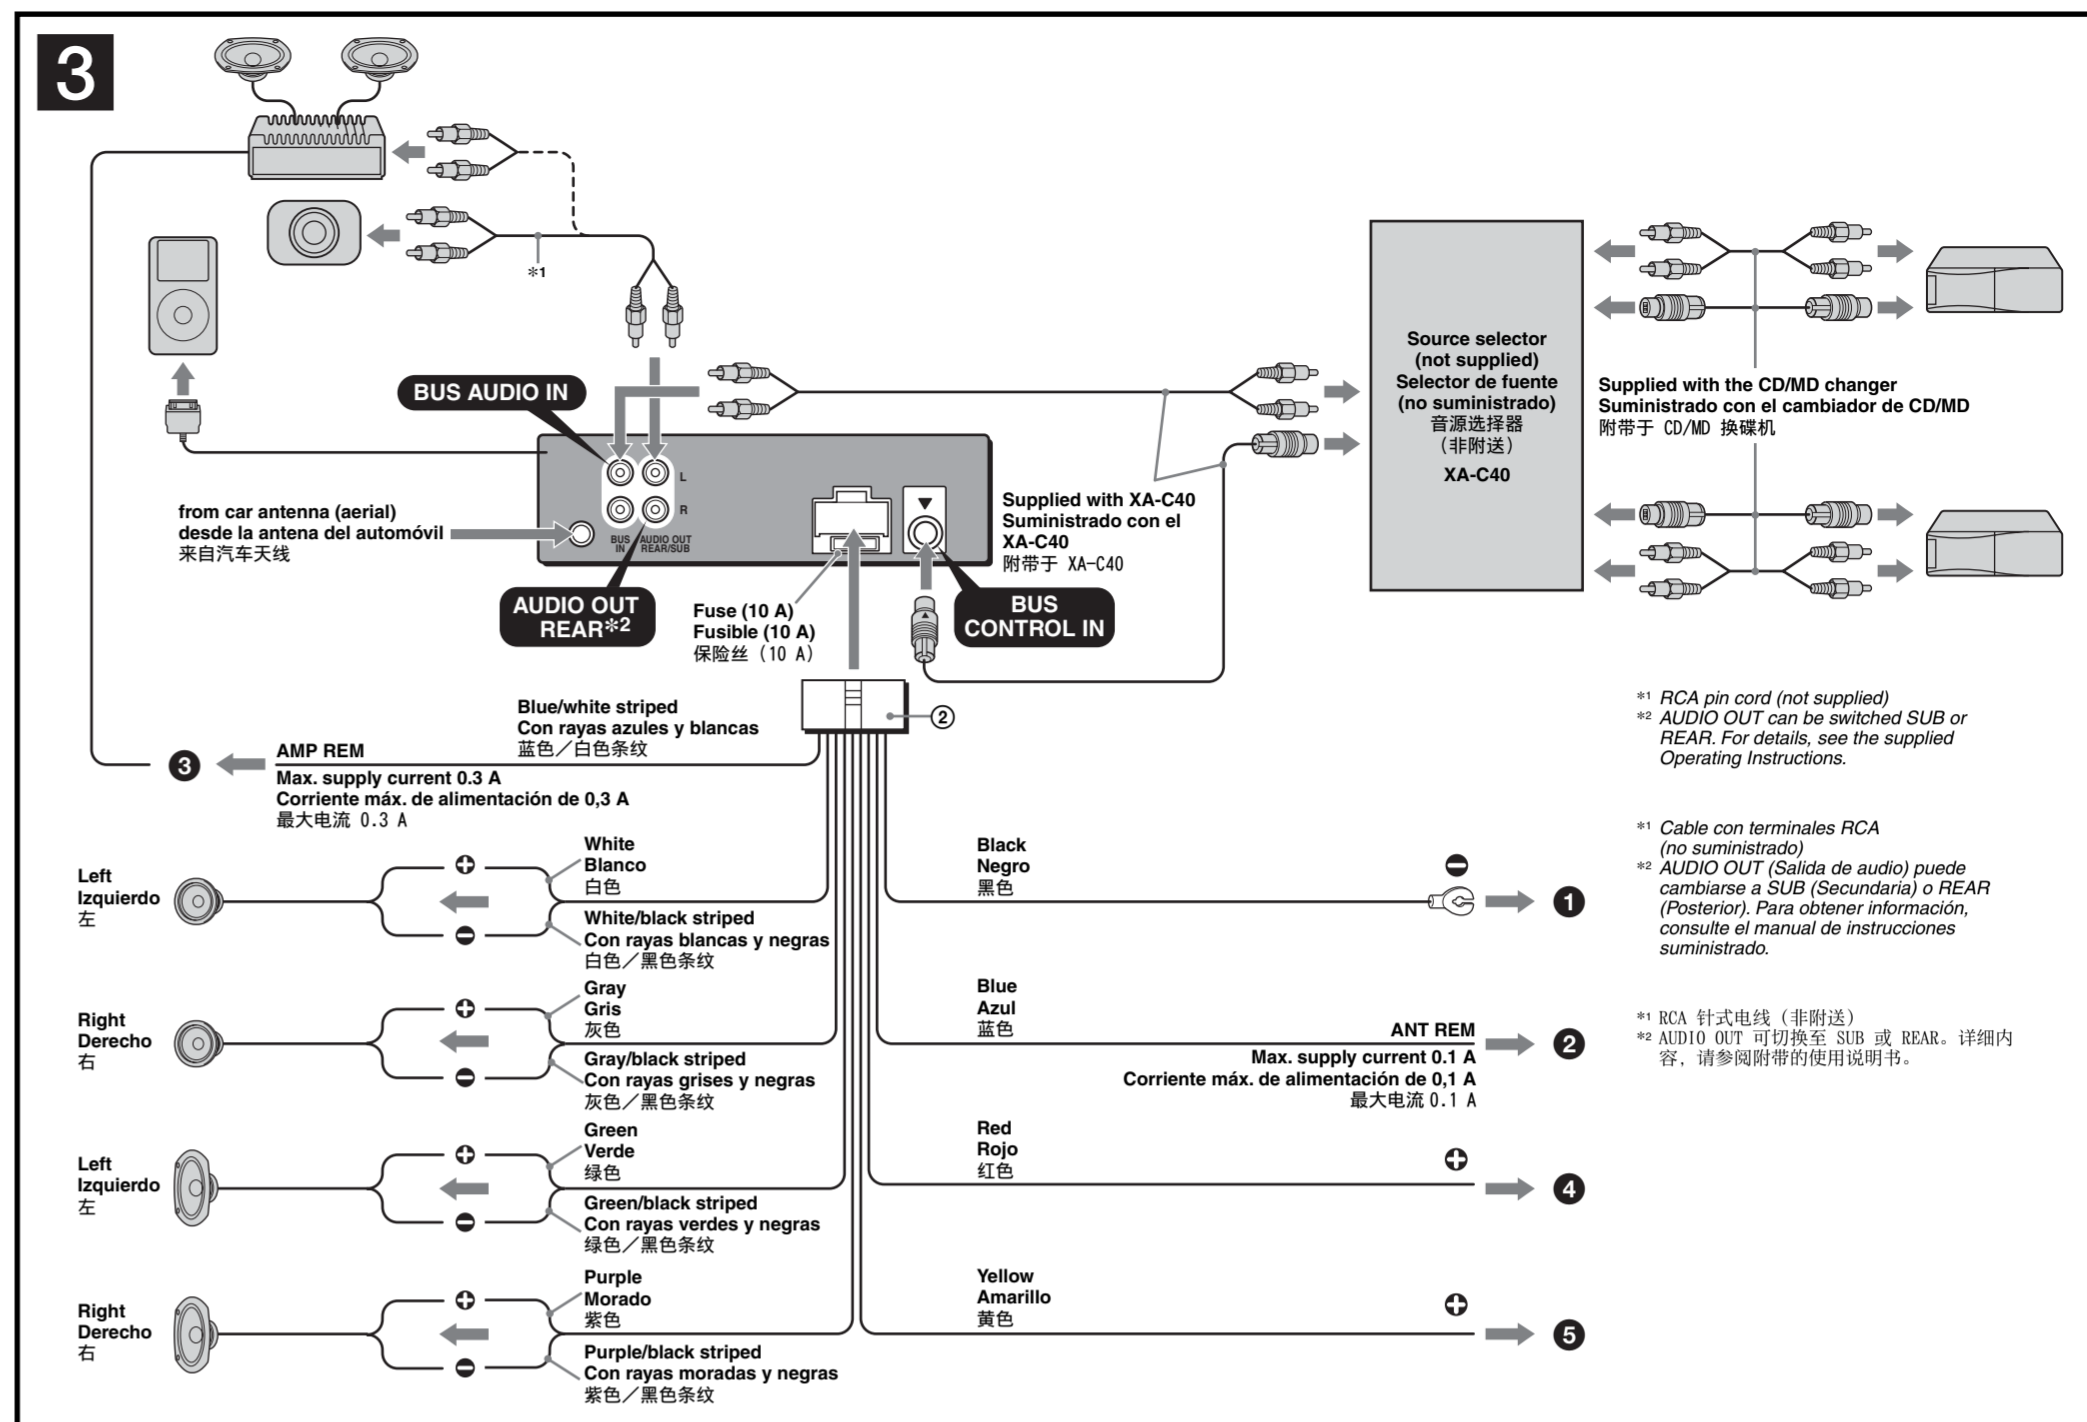 3
*1
BUS AUDIO IN
from car antenna (aerial)
desde la antena del automóvil
来自汽车天线
L
R
BUS IN
AUDIO OUT REAR/SUB
AUDIO OUT
REAR*2
Fuse (10 A)
Fusible (10 A)
保险丝（10 A）
BUS
CONTROL IN
Supplied with XA-C40
Suministrado con el
XA-C40
附带于 XA-C40
Source selector
(not supplied)
Selector de fuente
(no suministrado)
音源选择器
（非附送）
XA-C40
Supplied with the CD/MD changer
Suministrado con el cambiador de CD/MD
附带于 CD/MD 换碟机
Blue/white striped
Con rayas azules y blancas
蓝色／白色条纹
②
3
AMP REM
Max. supply current 0.3 A
Corriente máx. de alimentación de 0,3 A
最大电流 0.3 A
Left
Izquierdo
左
White
Blanco
白色
White/black striped
Con rayas blancas y negras
白色／黑色条纹
Right
Derecho
右
Gray
Gris
灰色
Gray/black striped
Con rayas grises y negras
灰色／黑色条纹
Left
Izquierdo
左
Green
Verde
绿色
Green/black striped
Con rayas verdes y negras
绿色／黑色条纹
Right
Derecho
右
Purple
Morado
紫色
Purple/black striped
Con rayas moradas y negras
紫色／黑色条纹
Black
Negro
黑色
1
Blue
Azul
蓝色
ANT REM
Max. supply current 0.1 A
Corriente máx. de alimentación de 0,1 A
最大电流 0.1 A
2
Red
Rojo
红色
4
Yellow
Amarillo
黄色
5
*1 RCA pin cord (not supplied)
*2 AUDIO OUT can be switched SUB or
REAR. For details, see the supplied
Operating Instructions.
*1 Cable con terminales RCA
(no suministrado)
*2 AUDIO OUT (Salida de audio) puede
cambiarse a SUB (Secundaria) o REAR
(Posterior). Para obtener información,
consulte el manual de instrucciones
suministrado.
*1 RCA 针式电线（非附送）
*2 AUDIO OUT 可切换至 SUB 或 REAR。详细内
容，请参阅附带的使用说明书。